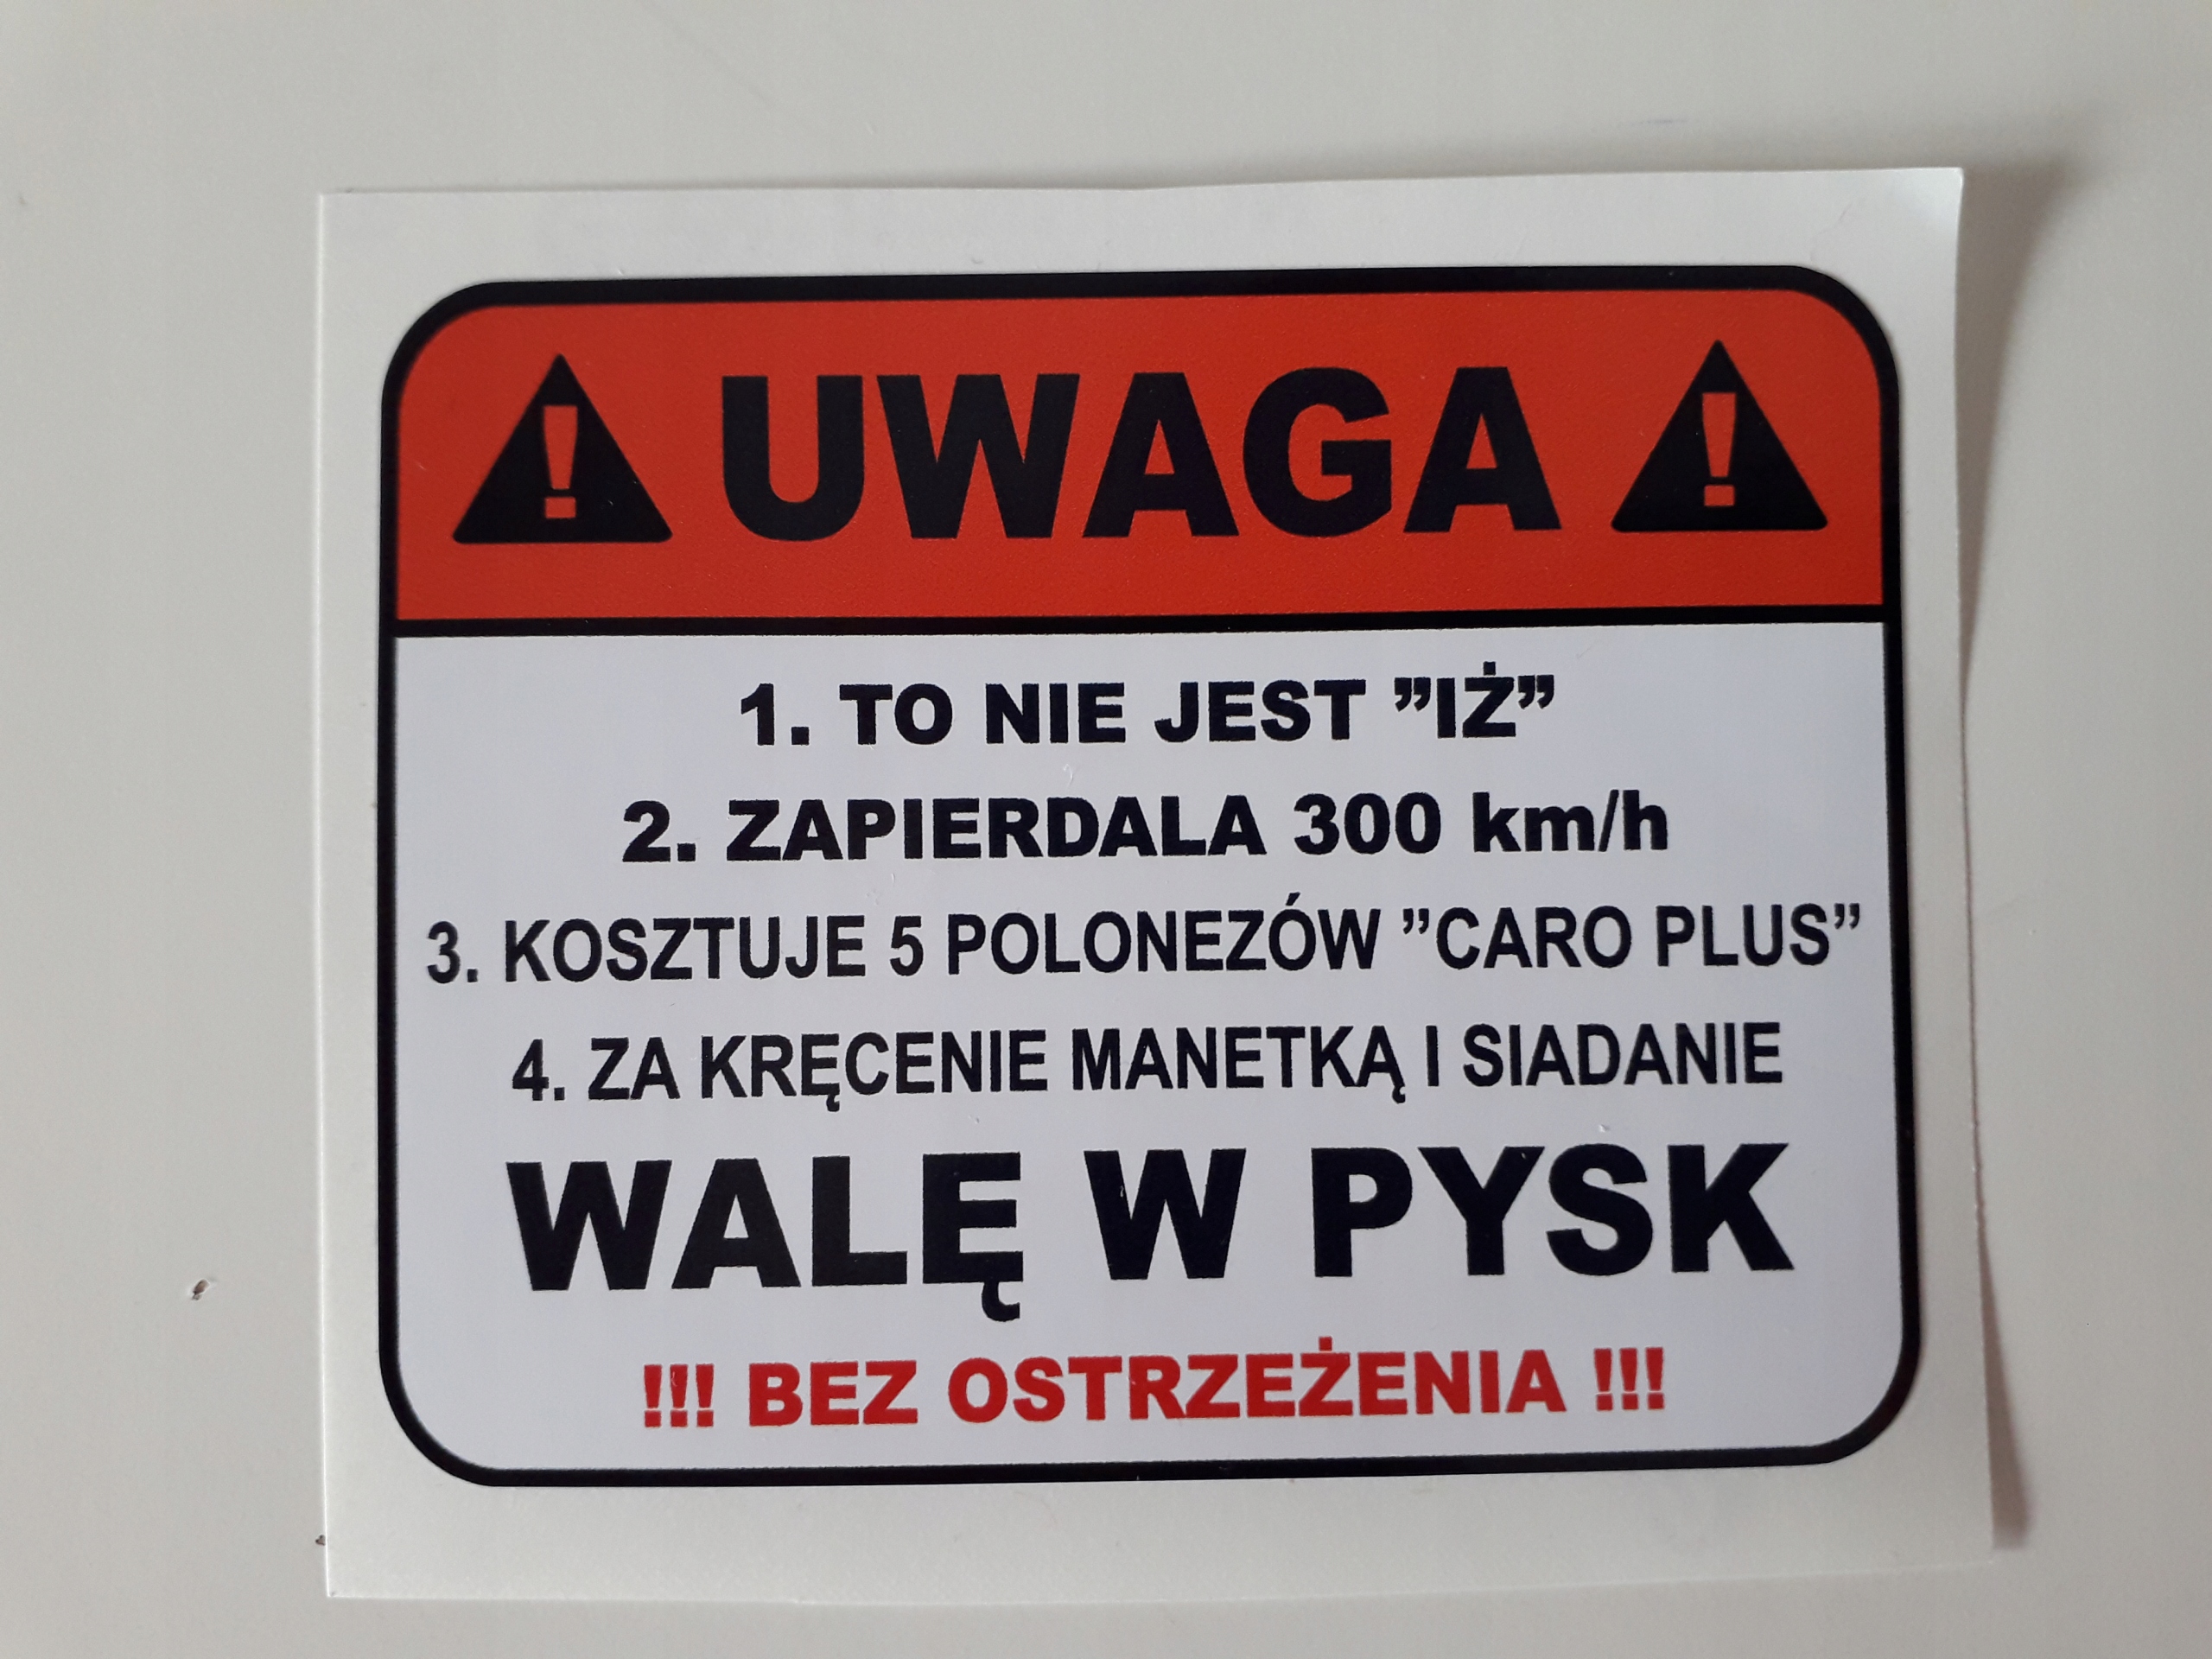 ! UWAGA !
1. TO NIE JEST ”IŻ”
2. ZAPIERDALA 300 km/h
3. KOSZTUJE 5 POLONEZÓW ”CARO PLUS”
4. ZA KRĘCENIE MANETKĄ I SIADANIE
WALĘ W PYSK
!!! BEZ OSTRZEŻENIA !!!